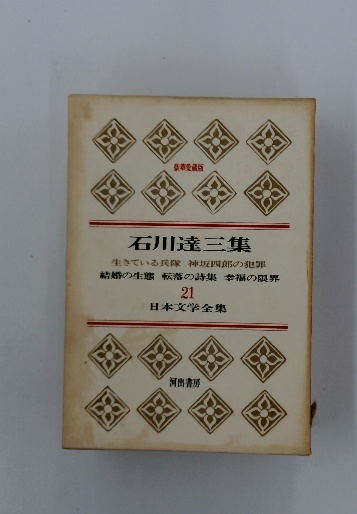 豪華愛蔵版
石川達三集
生きている兵隊 神坂四郎の犯罪
結婚の生態 転落の詩集 幸福の限界
21
日本文学全集
河出書房